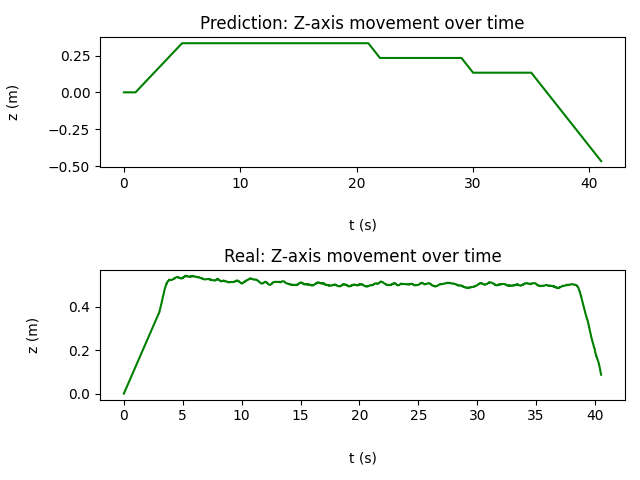 Prediction: Z-axis movement over time
0.25
0.00
−0.25
−0.50
z (m)
0 10 20 30 40
t (s)
Real: Z-axis movement over time
0.4
0.2
0.0
z (m)
0 5 10 15 20 25 30 35 40
t (s)